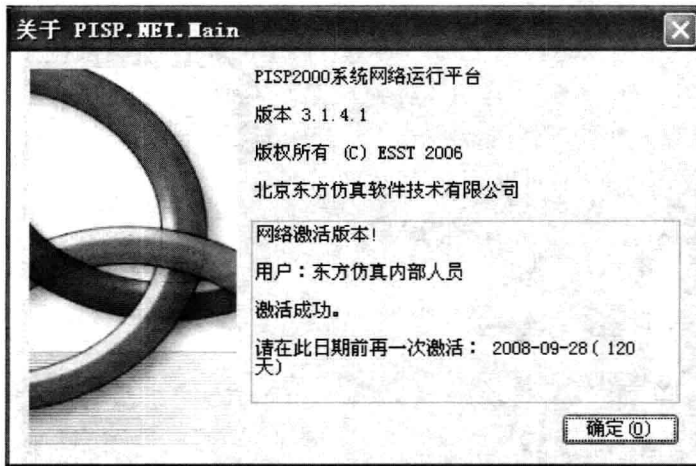 关于 PISP.NET.Main
PISP2000系统网络运行平台
版本 3.1.4.1
版权所有 (C) ESST 2006
北京东方仿真软件技术有限公司
网络激活版本!
用户：东方仿真内部人员
激活成功。
请在此日期前再一次激活： 2008-09-28( 120
天)
确定(O)